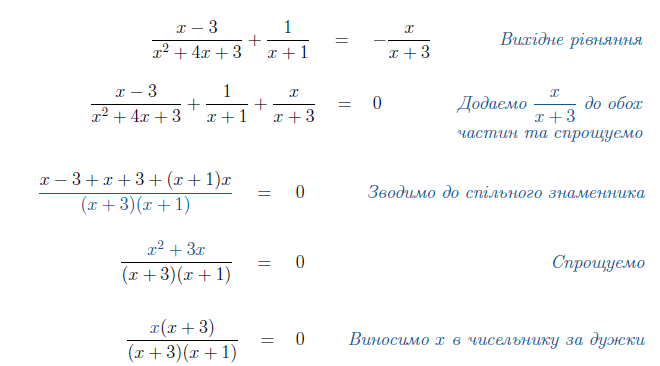 \frac{x-3}{x^2+4x+3} + \frac{1}{x+1} = -\frac{x}{x+3} Вихідне рівняння
\frac{x-3}{x^2+4x+3} + \frac{1}{x+1} + \frac{x}{x+3} = 0 Додаємо \frac{x}{x+3} до обох
частин та спрощуємо
\frac{x-3+x+3+(x+1)x}{(x+3)(x+1)} = 0 Зводимо до спільного знаменника
\frac{x^2+3x}{(x+3)(x+1)} = 0 Спрощуємо
\frac{x(x+3)}{(x+3)(x+1)} = 0 Виносимо x в чисельнику за дужки